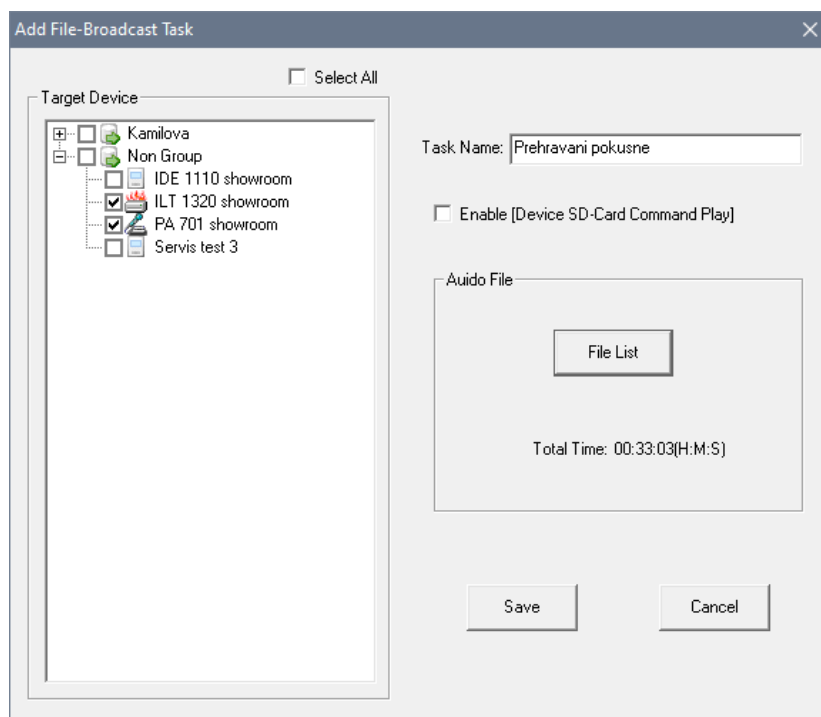 Add File-Broadcast Task
Select All
Target Device
Kamilova
Non Group
IDE 1110 showroom
ILT 1320 showroom
PA 701 showroom
Servis test 3
Task Name: Prehravani pokusne
Enable [Device SD-Card Command Play]
Auido File
File List
Total Time: 00:33:03(H:M:S)
Save
Cancel